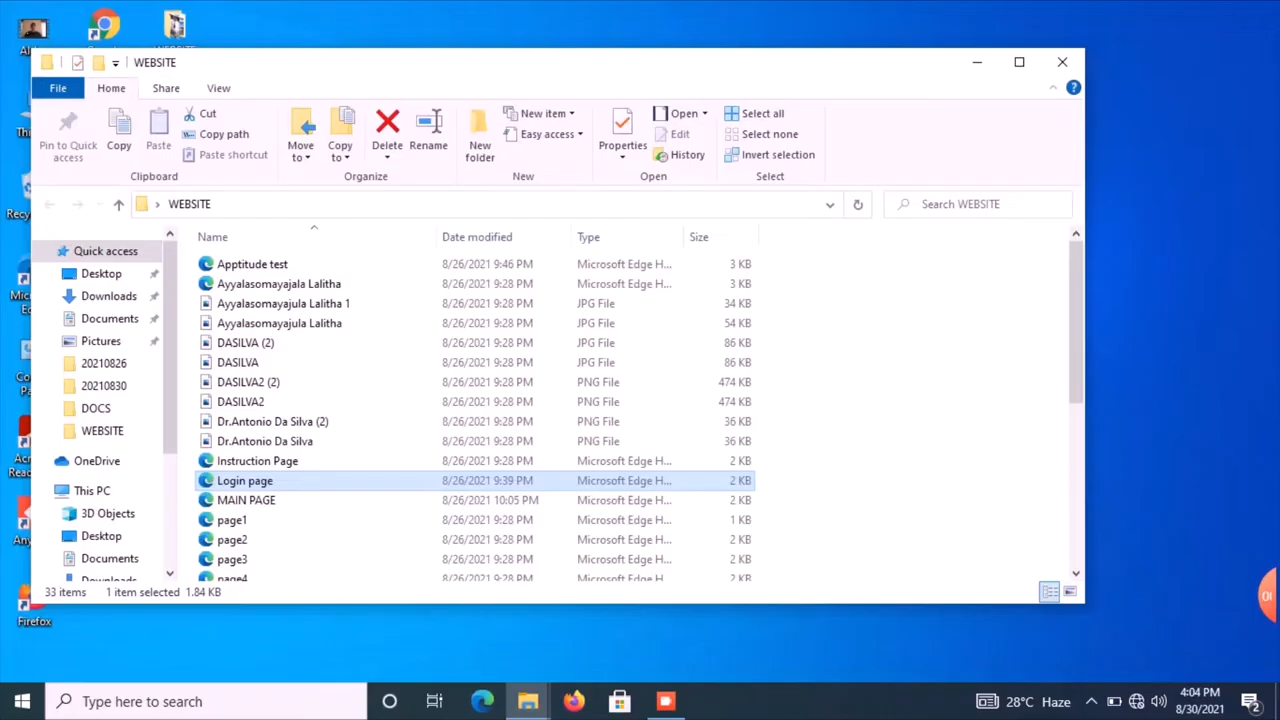 WEBSITE
File Home Share View
Pin to Quick access
Copy
Paste
Cut
Copy path
Paste shortcut
Clipboard
Move to
Copy to
Delete
Rename
Organize
New folder
New item
Easy access
New
Properties
Open
Edit
History
Open
Select all
Select none
Invert selection
Select
WEBSITE
Search WEBSITE
Quick access
Desktop
Downloads
Documents
Pictures
20210826
20210830
DOCS
WEBSITE
OneDrive
This PC
3D Objects
Desktop
Documents
Downloads
Name Date modified Type Size
Apptitude test 8/26/2021 9:46 PM Microsoft Edge H... 3 KB
Ayyalasomayajala Lalitha 8/26/2021 9:28 PM Microsoft Edge H... 3 KB
Ayyalasomayajula Lalitha 1 8/26/2021 9:28 PM JPG File 34 KB
Ayyalasomayajula Lalitha 8/26/2021 9:28 PM JPG File 54 KB
DASILVA (2) 8/26/2021 9:28 PM JPG File 86 KB
DASILVA 8/26/2021 9:28 PM JPG File 86 KB
DASILVA2 (2) 8/26/2021 9:28 PM PNG File 474 KB
DASILVA2 8/26/2021 9:28 PM PNG File 474 KB
Dr.Antonio Da Silva (2) 8/26/2021 9:28 PM PNG File 36 KB
Dr.Antonio Da Silva 8/26/2021 9:28 PM PNG File 36 KB
Instruction Page 8/26/2021 9:28 PM Microsoft Edge H... 2 KB
Login page 8/26/2021 9:39 PM Microsoft Edge H... 2 KB
MAIN PAGE 8/26/2021 10:05 PM Microsoft Edge H... 2 KB
page1 8/26/2021 9:28 PM Microsoft Edge H... 1 KB
page2 8/26/2021 9:28 PM Microsoft Edge H... 2 KB
page3 8/26/2021 9:28 PM Microsoft Edge H... 2 KB
page4 8/26/2021 9:28 PM Microsoft Edge H... 2 KB
33 items 1 item selected 1.84 KB
Firefox
Type here to search
28°C Haze
4:04 PM
8/30/2021
2